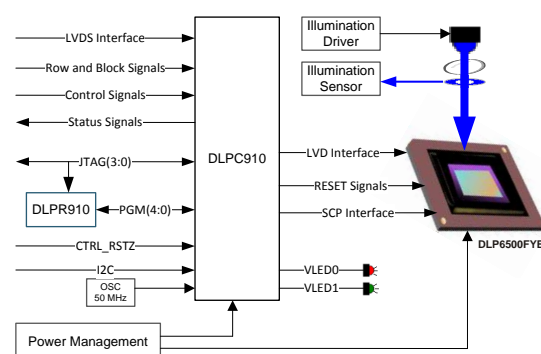 LVDS Interface
Row and Block Signals
Control Signals
Status Signals
JTAG(3:0)
DLPR910
PGM(4:0)
CTRL_RSTZ
I2C
OSC
50 MHz
Power Management
DLPC910
Illumination
Driver
Illumination
Sensor
LVD Interface
RESET Signals
SCP Interface
DLP6500FYE
VLED0
VLED1